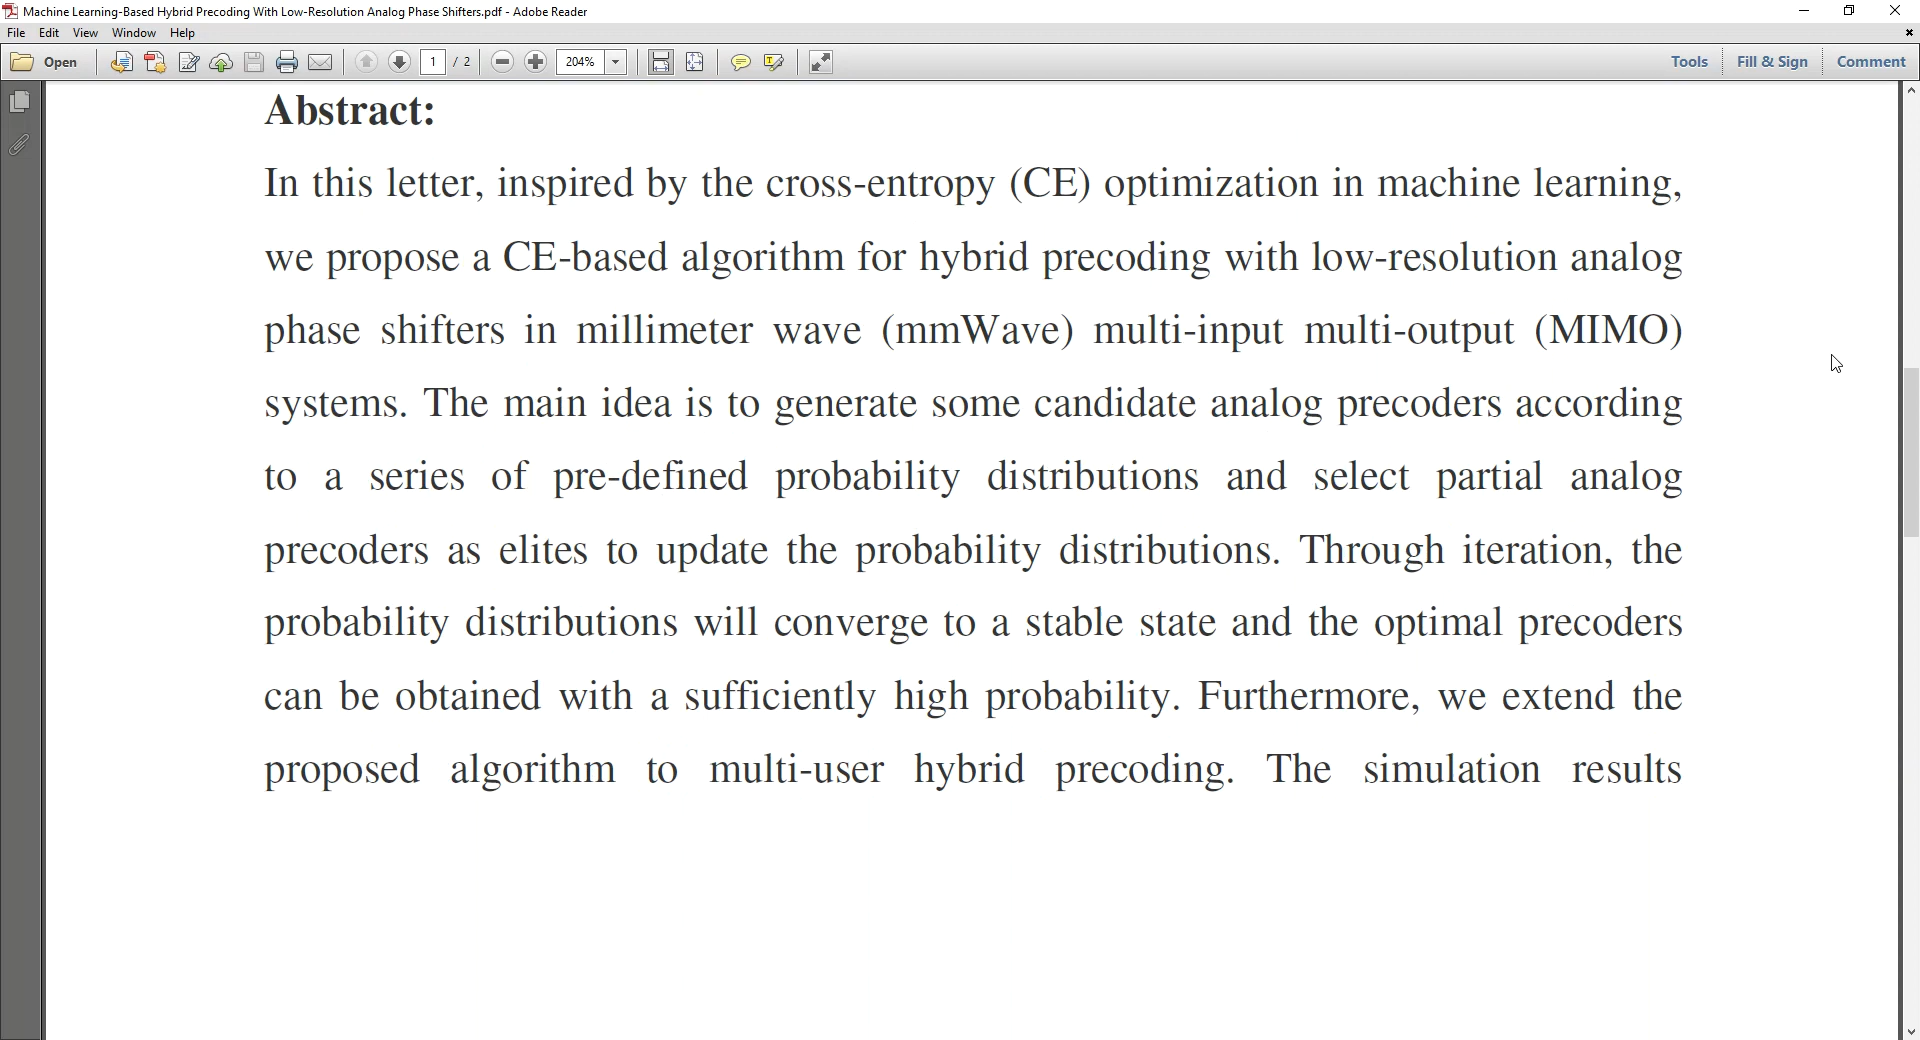 Machine Learning-Based Hybrid Precoding With Low-Resolution Analog Phase Shifters.pdf - Adobe Reader
File Edit View Window Help
Open 1 / 2 204% Tools Fill & Sign Comment
Abstract:
In this letter, inspired by the cross-entropy (CE) optimization in machine learning,
we propose a CE-based algorithm for hybrid precoding with low-resolution analog
phase shifters in millimeter wave (mmWave) multi-input multi-output (MIMO)
systems. The main idea is to generate some candidate analog precoders according
to a series of pre-defined probability distributions and select partial analog
precoders as elites to update the probability distributions. Through iteration, the
probability distributions will converge to a stable state and the optimal precoders
can be obtained with a sufficiently high probability. Furthermore, we extend the
proposed algorithm to multi-user hybrid precoding. The simulation results